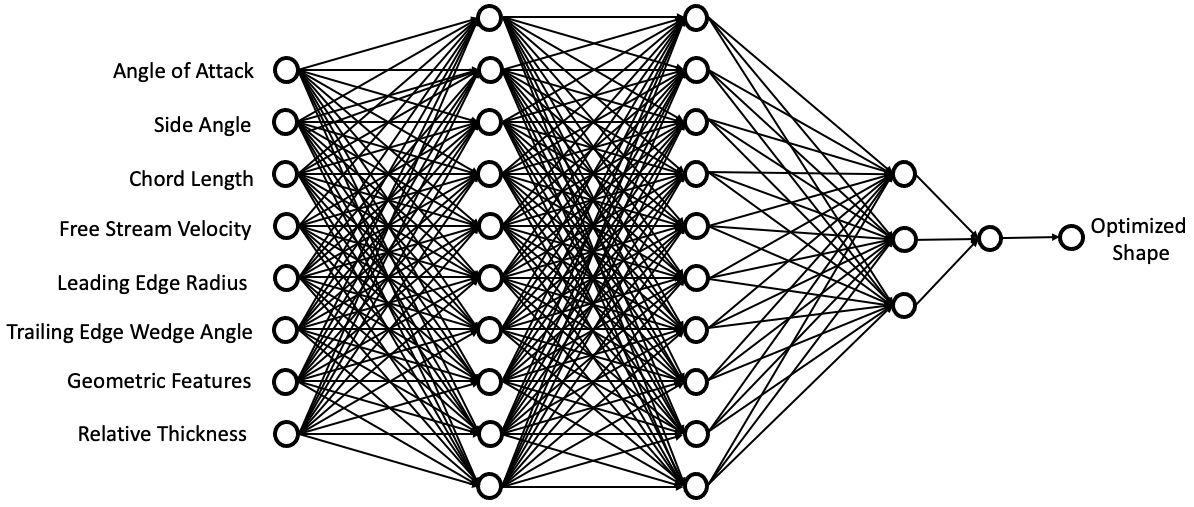 Angle of Attack
Side Angle
Chord Length
Free Stream Velocity
Leading Edge Radius
Trailing Edge Wedge Angle
Geometric Features
Relative Thickness
Optimized
Shape